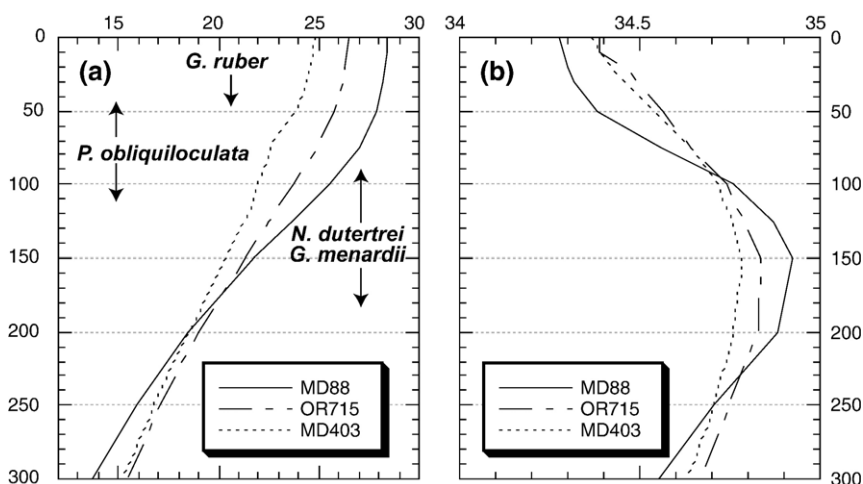 15 20 25 30
34 34.5 35
0
50
100
150
200
250
300
(a)
G. ruber
P. obliquiloculata
N. dutertrei
G. menardii
MD88
OR715
MD403
(b)
MD88
OR715
MD403
0
50
100
150
200
250
300